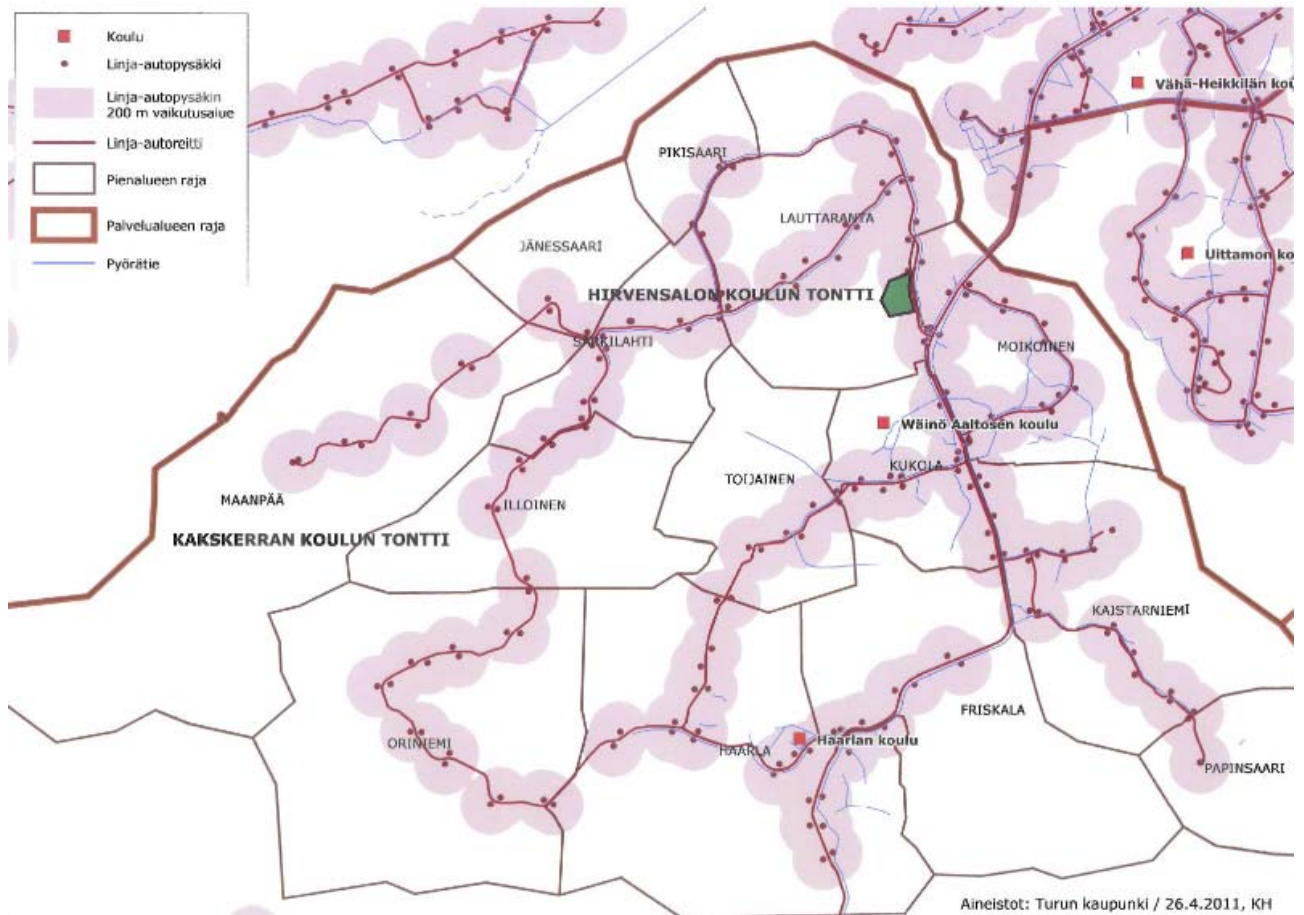 Koulu
Linja-autopysäkki
Linja-autopysäkin
200 m vaikutusalue
Linja-autoreitti
Pienalueen raja
Palvelualueen raja
Pyörätie
Vähä-Heikkilän kou
PIKISAARI
LAUTTARANTA
JÄNESSAARI
Uittamon ko
HIRVENSALON KOULUN TONTTI
SÄRKILAHTI
MOIKOINEN
Wäinö Aaltosen koulu
KUKOLA
TOIJAINEN
MAANPÄÄ
ILLOINEN
KAKSKERRAN KOULUN TONTTI
KAISTARNIEMI
FRISKALA
ORINIEMI
HAARLA
Haarlan koulu
PAPINSAARI
Aineistot: Turun kaupunki / 26.4.2011, KH